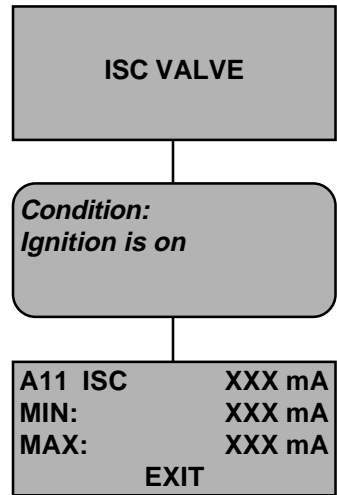 ISC VALVE
Condition:
Ignition is on
A11 ISC XXX mA
MIN: XXX mA
MAX: XXX mA
EXIT